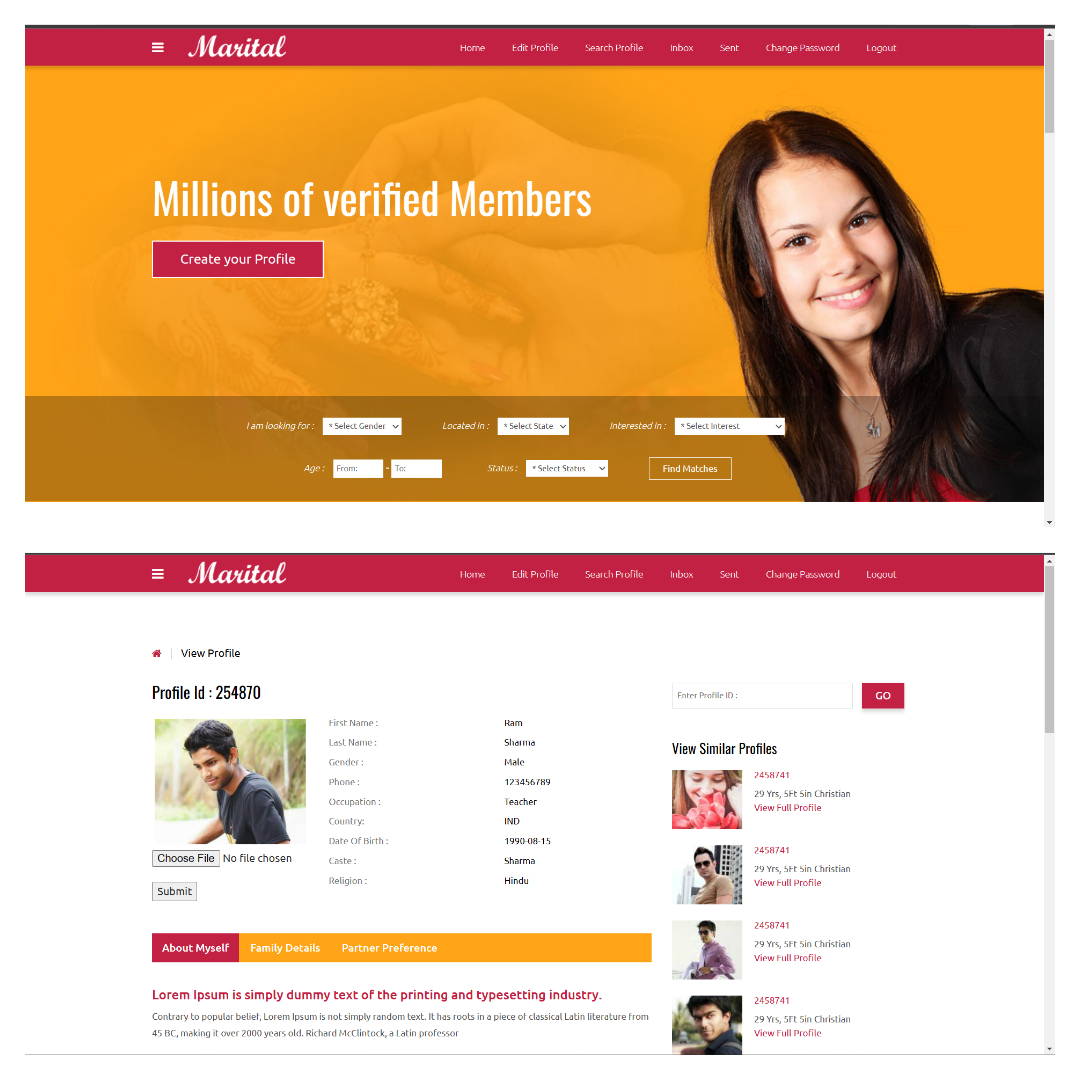 Marital Home Edit Profile Search Profile Inbox Sent Change Password Logout
Millions of verified Members
Create your Profile
I am looking for : * Select Gender Located In : * Select State Interested In : * Select Interest
Age : From: - To: Status : * Select Status Find Matches
Marital Home Edit Profile Search Profile Inbox Sent Change Password Logout
View Profile
Profile Id : 254870
First Name : Ram
Last Name : Sharma
Gender : Male
Phone : 123456789
Occupation : Teacher
Country: IND
Date Of Birth : 1990-08-15
Caste : Sharma
Religion : Hindu
Choose File No file chosen
Submit
About Myself Family Details Partner Preference
Lorem Ipsum is simply dummy text of the printing and typesetting industry.
Contrary to popular belief, Lorem Ipsum is not simply random text. It has roots in a piece of classical Latin literature from
45 BC, making it over 2000 years old. Richard McClintock, a Latin professor
Enter Profile ID : GO
View Similar Profiles
2458741
29 Yrs, 5Ft 5in Christian
View Full Profile
2458741
29 Yrs, 5Ft 5in Christian
View Full Profile
2458741
29 Yrs, 5Ft 5in Christian
View Full Profile
2458741
29 Yrs, 5Ft 5in Christian
View Full Profile